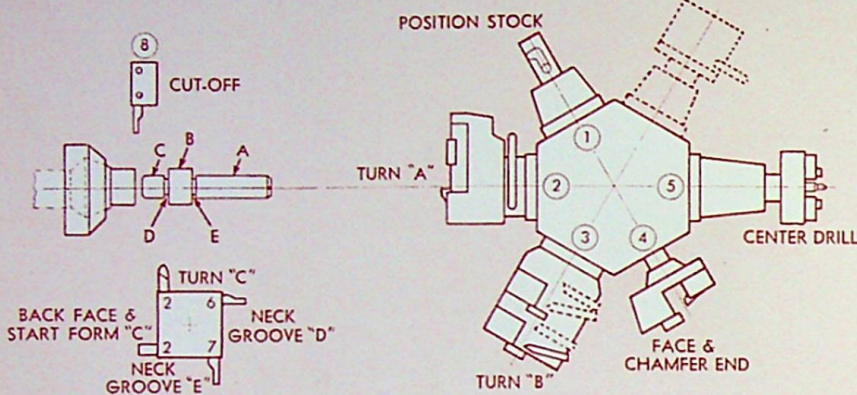 POSITION STOCK
8
CUT-OFF
B
C
A
D
E
TURN "A"
1
2
5
3
4
CENTER DRILL
TURN "C"
2
6
BACK FACE &
START FORM "C"
NECK
GROOVE "D"
2
7
NECK
GROOVE "E"
TURN "B"
FACE &
CHAMFER END